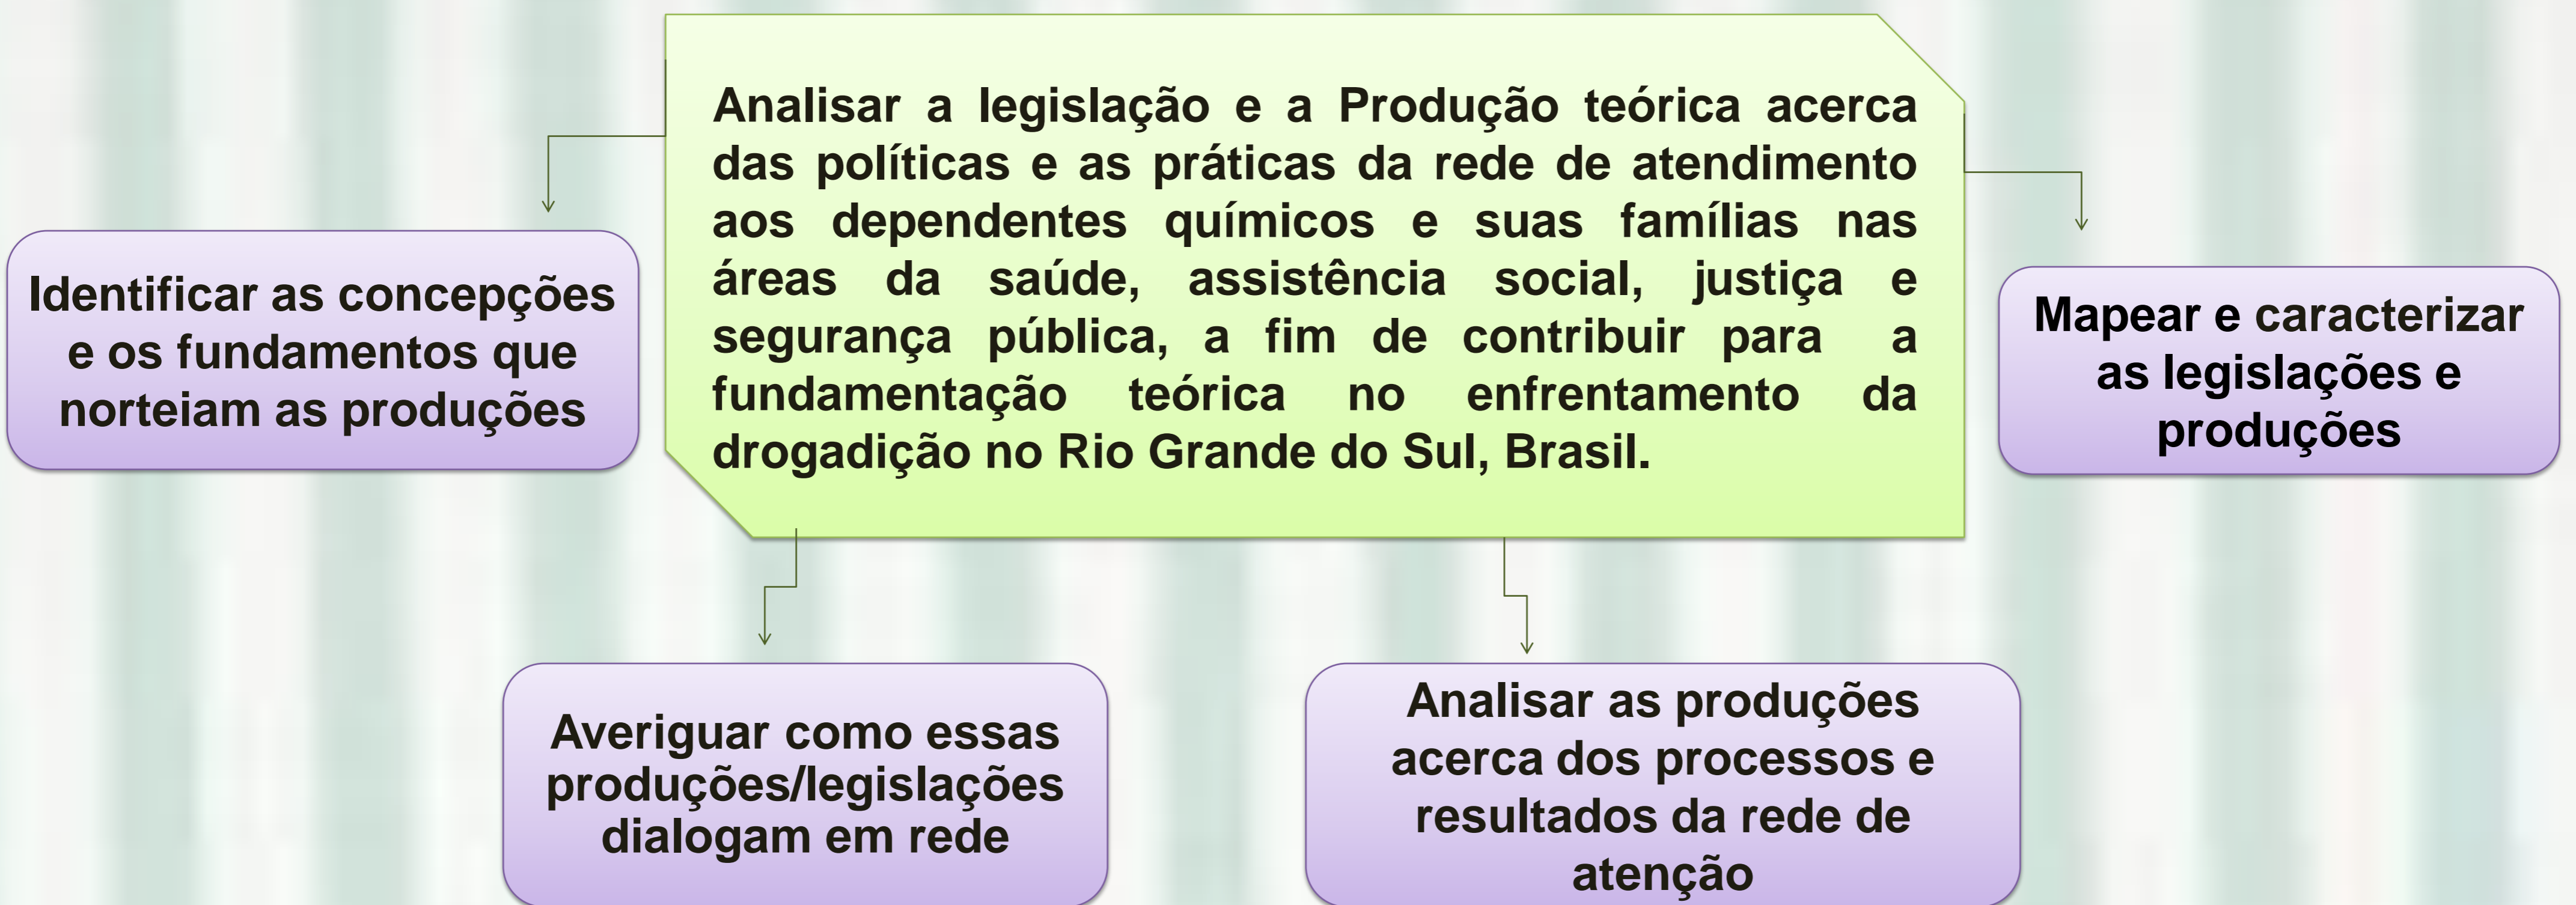 Analisar a legislação e a Produção teórica acerca
das políticas e as práticas da rede de atendimento
aos dependentes químicos e suas famílias nas
áreas da saúde, assistência social, justiça e
segurança pública, a fim de contribuir para a
fundamentação teórica no enfrentamento da
drogadição no Rio Grande do Sul, Brasil.
Identificar as concepções
e os fundamentos que
norteiam as produções
Mapear e caracterizar
as legislações e
produções
Averiguar como essas
produções/legislações
dialogam em rede
Analisar as produções
acerca dos processos e
resultados da rede de
atenção